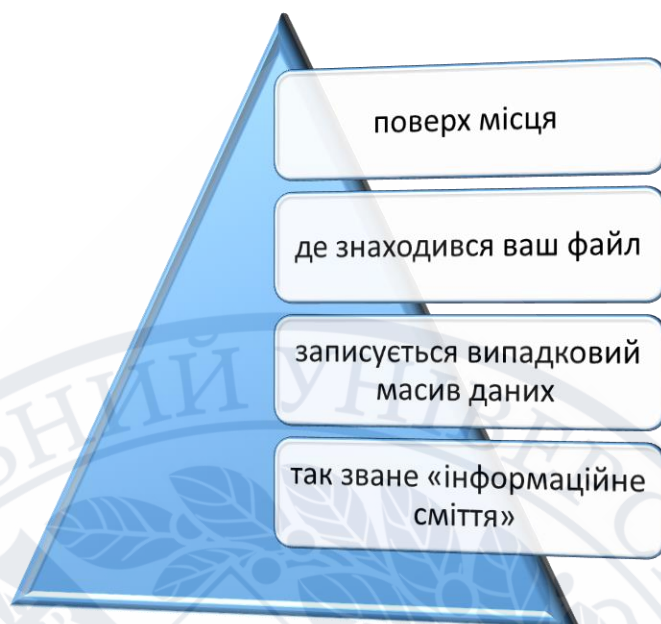 поверх місця
де знаходився ваш файл
записується випадковий
масив даних
так зване «інформаційне
сміття»